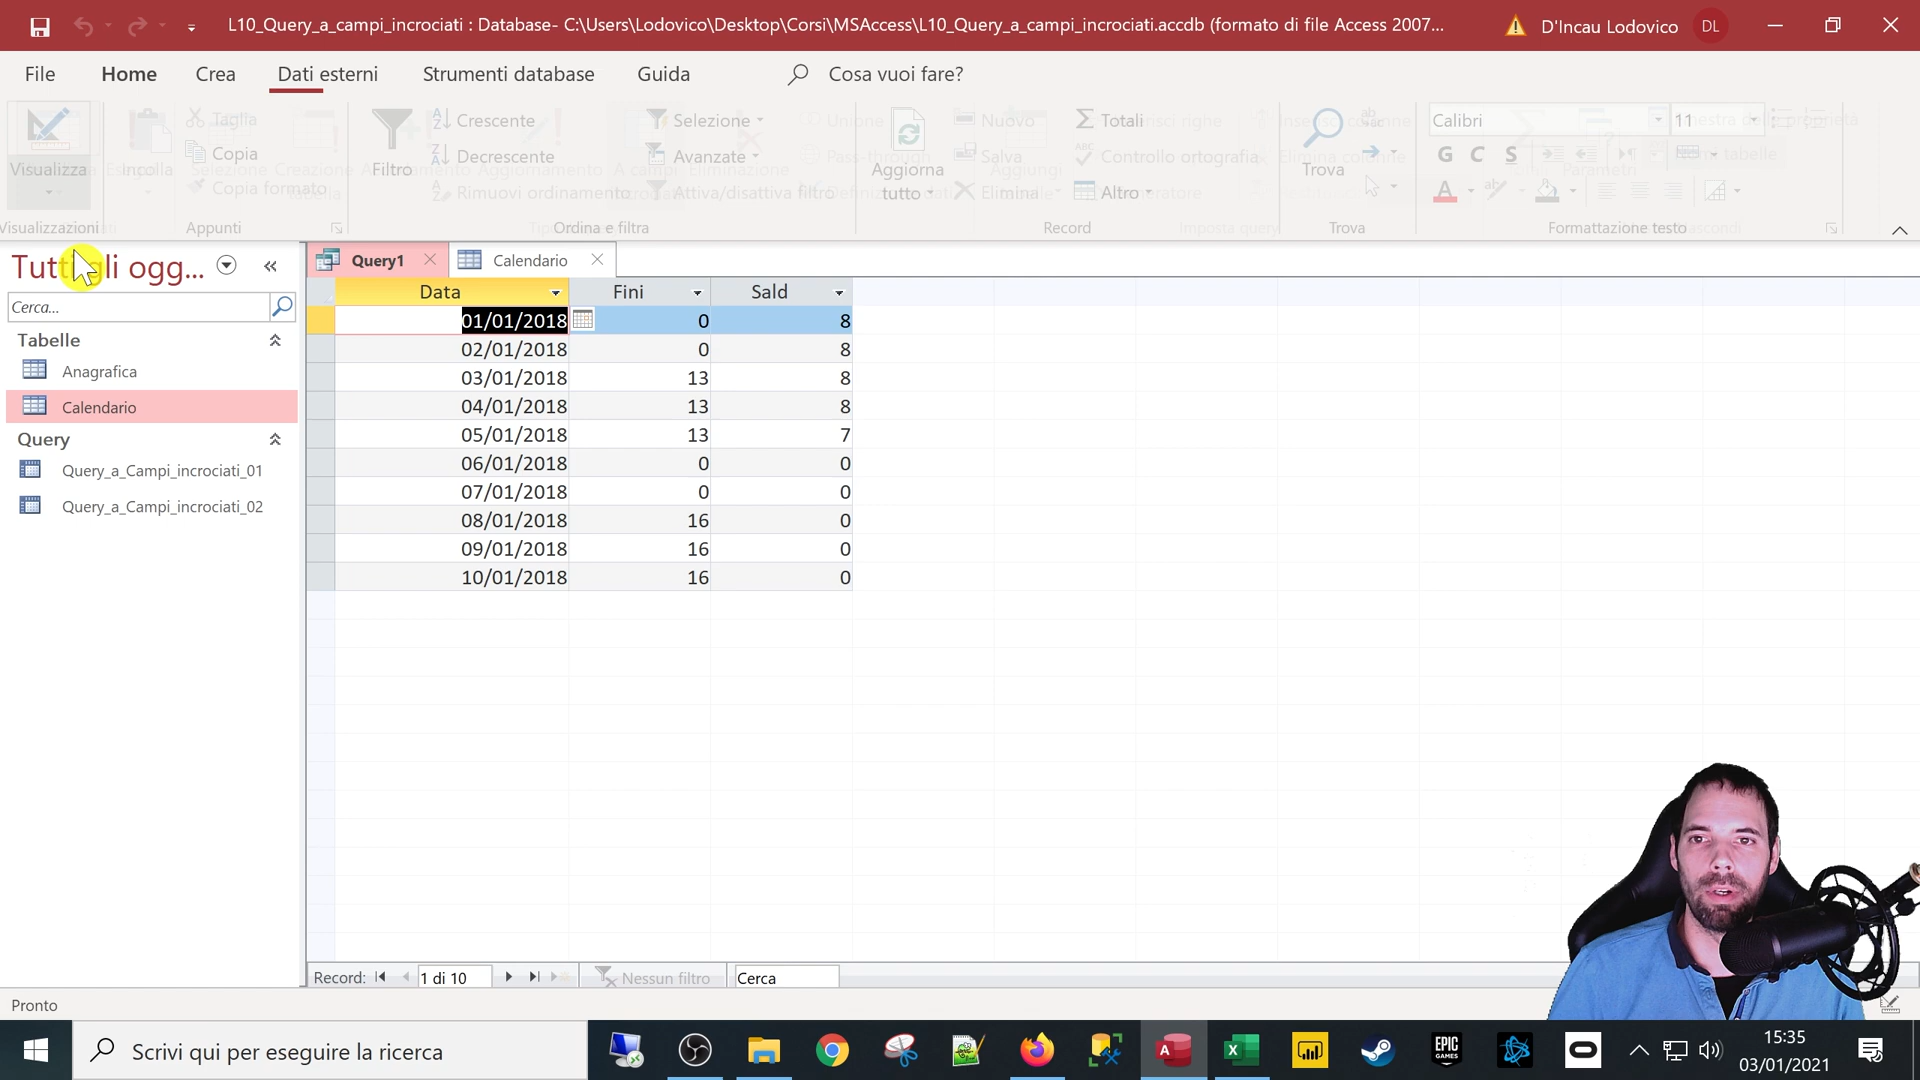 L10_Query_a_campi_incrociati : Database- C:\Users\Lodovico\Desktop\Corsi\MSAccess\L10_Query_a_campi_incrociati.accdb (formato di file Access 2007...
D'Incau Lodovico DL
File Home Crea Dati esterni Strumenti database Guida Cosa vuoi fare?
Visualizza
Incolla
Taglia
Copia
Copia formato
Filtro
Crescente
Decrescente
Rimuovi ordinamento
Selezione
Avanzate
Attiva/disattiva filtro
Aggiorna
tutto
Nuovo
Salva
Elimina
Totali
Controllo ortografia
Altro
Trova
Calibri 11
G C S
Visualizzazioni Appunti Ordina e filtra Record Trova Formattazione testo
Tutti gli ogg...
Cerca...
Tabelle
Anagrafica
Calendario
Query
Query_a_Campi_incrociati_01
Query_a_Campi_incrociati_02
Query1 Calendario
Data Fini Sald
01/01/2018 0 8
02/01/2018 0 8
03/01/2018 13 8
04/01/2018 13 8
05/01/2018 13 7
06/01/2018 0 0
07/01/2018 0 0
08/01/2018 16 0
09/01/2018 16 0
10/01/2018 16 0
Record: 1 di 10 Nessun filtro Cerca
Pronto
Scrivi qui per eseguire la ricerca
EPIC
GAMES
15:35
03/01/2021